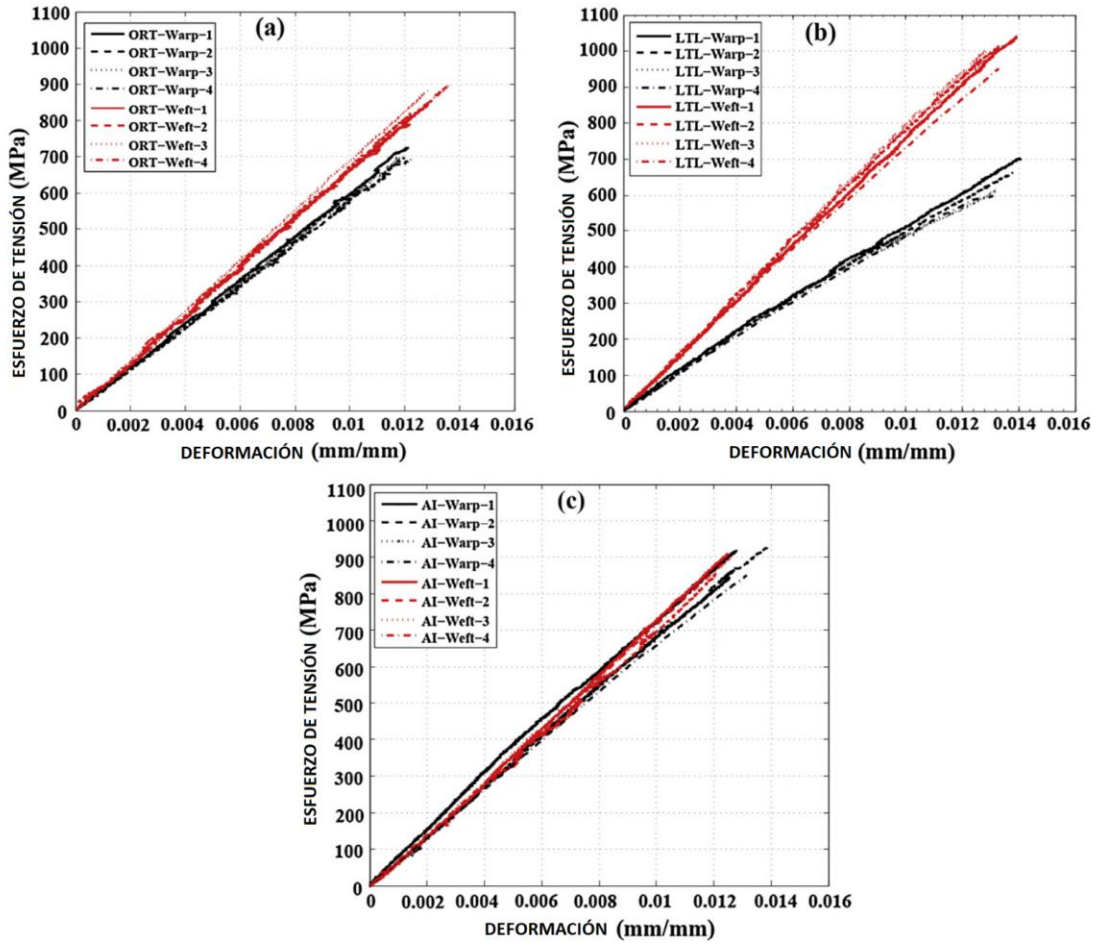 (a)
1100
1000
900
800
700
600
500
400
300
200
100
0
ESFUERZO DE TENSIÓN (MPa)
ORT-Warp-1
ORT-Warp-2
ORT-Warp-3
ORT-Warp-4
ORT-Weft-1
ORT-Weft-2
ORT-Weft-3
ORT-Weft-4
0 0.002 0.004 0.006 0.008 0.01 0.012 0.014 0.016
DEFORMACIÓN (mm/mm)
(b)
1100
1000
900
800
700
600
500
400
300
200
100
0
ESFUERZO DE TENSIÓN (MPa)
LTL-Warp-1
LTL-Warp-2
LTL-Warp-3
LTL-Warp-4
LTL-Weft-1
LTL-Weft-2
LTL-Weft-3
LTL-Weft-4
0 0.002 0.004 0.006 0.008 0.01 0.012 0.014 0.016
DEFORMACIÓN (mm/mm)
(c)
1100
1000
900
800
700
600
500
400
300
200
100
0
ESFUERZO DE TENSIÓN (MPa)
AI-Warp-1
AI-Warp-2
AI-Warp-3
AI-Warp-4
AI-Weft-1
AI-Weft-2
AI-Weft-3
AI-Weft-4
0 0.002 0.004 0.006 0.008 0.01 0.012 0.014 0.016
DEFORMACIÓN (mm/mm)